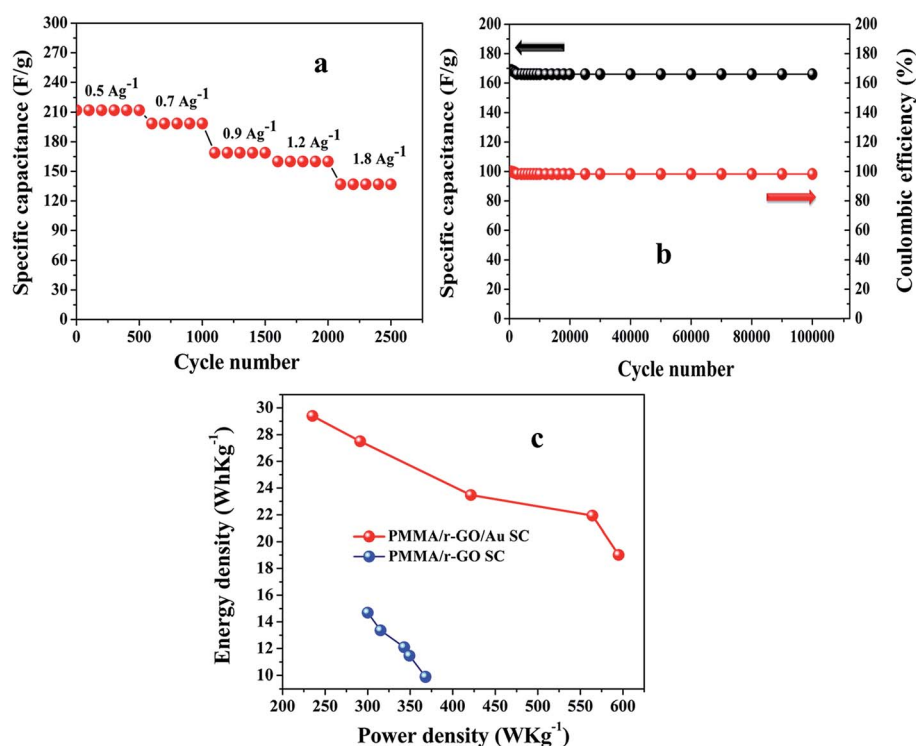 a
Specific capacitance (F/g)
300
270
240
210
180
150
120
90
60
30
0
0.5 Ag⁻¹
0.7 Ag⁻¹
0.9 Ag⁻¹
1.2 Ag⁻¹
1.8 Ag⁻¹
0 500 1000 1500 2000 2500
Cycle number
b
Specific capacitance (F/g)
200
180
160
140
120
100
80
60
40
20
0
200
180
160
140
120
100
80
60
40
20
0
Coulombic efficiency (%)
0 20000 40000 60000 80000 100000
Cycle number
c
Energy density (WhKg⁻¹)
30
28
26
24
22
20
18
16
14
12
10
PMMA/r-GO/Au SC
PMMA/r-GO SC
200 250 300 350 400 450 500 550 600
Power density (WKg⁻¹)